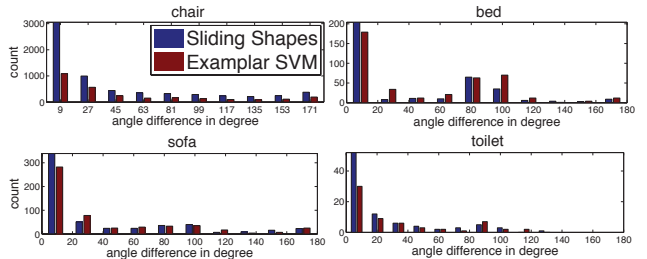 chair
bed
3000
2000
1000
0
count
Sliding Shapes
Examplar SVM
9 27 45 63 81 99 117 135 153 171
angle difference in degree
200
150
100
50
0
0 20 40 60 80 100 120 140 160 180
angle difference in degree
sofa
toilet
300
200
100
0
count
0 20 40 60 80 100 120 140 160 180
angle difference in degree
40
20
0 20 40 60 80 100 120 140 160 180
angle difference in degree